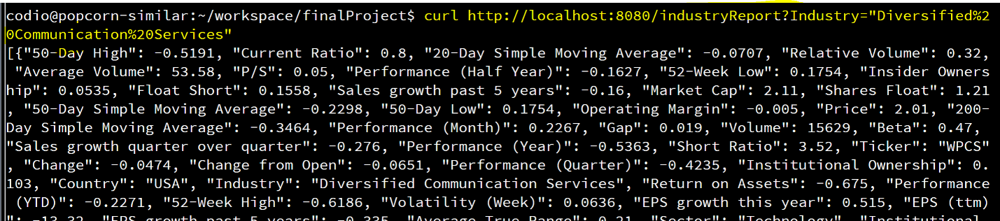 codio@popcorn-similar:~/workspace/finalProject$ curl http://localhost:8080/industryReport?Industry="Diversified%2
0Communication%20Services"
[{"50-Day High": -0.5191, "Current Ratio": 0.8, "20-Day Simple Moving Average": -0.0707, "Relative Volume": 0.32,
 "Average Volume": 53.58, "P/S": 0.05, "Performance (Half Year)": -0.1627, "52-Week Low": 0.1754, "Insider Owners
hip": 0.0535, "Float Short": 0.1558, "Sales growth past 5 years": -0.16, "Market Cap": 2.11, "Shares Float": 1.21
, "50-Day Simple Moving Average": -0.2298, "50-Day Low": 0.1754, "Operating Margin": -0.005, "Price": 2.01, "200-
Day Simple Moving Average": -0.3464, "Performance (Month)": 0.2267, "Gap": 0.019, "Volume": 15629, "Beta": 0.47,
"Sales growth quarter over quarter": -0.276, "Performance (Year)": -0.5363, "Short Ratio": 3.52, "Ticker": "WPCS"
, "Change": -0.0474, "Change from Open": -0.0651, "Performance (Quarter)": -0.4235, "Institutional Ownership": 0.
103, "Country": "USA", "Industry": "Diversified Communication Services", "Return on Assets": -0.675, "Performance
 (YTD)": -0.2271, "52-Week High": -0.6186, "Volatility (Week)": 0.0636, "EPS growth this year": 0.515, "EPS (ttm)
": -13.32, "EPS growth past 5 years": -0.335, "Average True Range": 0.21, "Sector": "Technology", "Institutional